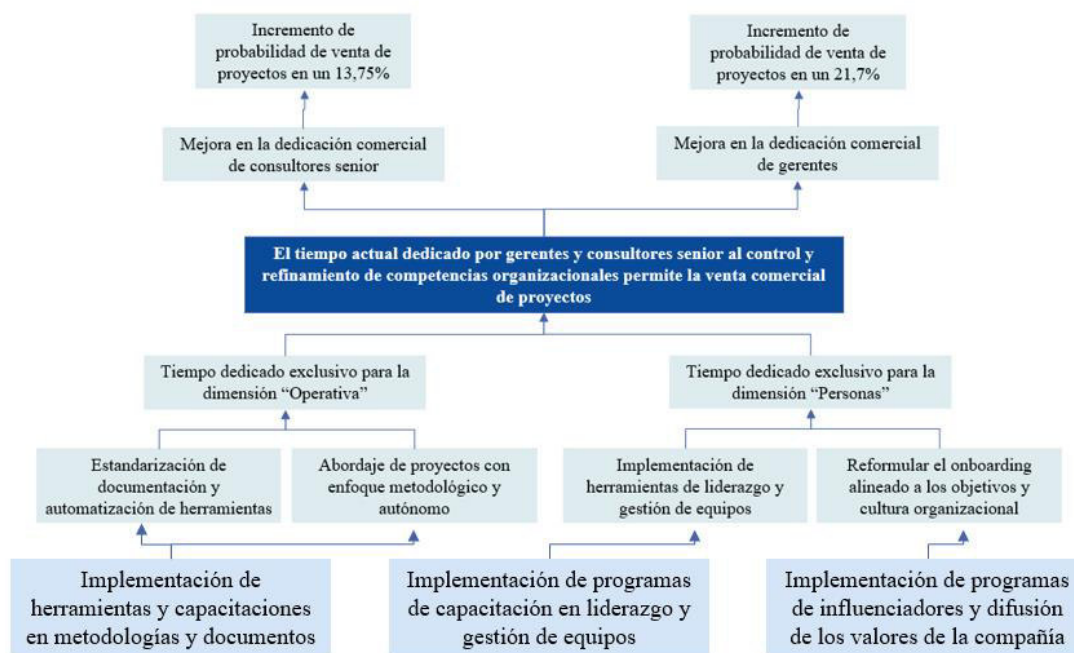 Incremento de
probabilidad de venta de
proyectos en un 13,75%
Incremento de
probabilidad de venta de
proyectos en un 21,7%
Mejora en la dedicación comercial
de consultores senior
Mejora en la dedicación comercial
de gerentes
El tiempo actual dedicado por gerentes y consultores senior al control y
refinamiento de competencias organizacionales permite la venta comercial
de proyectos
Tiempo dedicado exclusivo para la
dimensión “Operativa”
Tiempo dedicado exclusivo para la
dimensión “Personas”
Estandarización de
documentación y
automatización de herramientas
Abordaje de proyectos con
enfoque metodológico y
autónomo
Implementación de
herramientas de liderazgo y
gestión de equipos
Reformular el onboarding
alineado a los objetivos y
cultura organizacional
Implementación de
herramientas y capacitaciones
en metodologías y documentos
Implementación de programas
de capacitación en liderazgo y
gestión de equipos
Implementación de programas
de influenciadores y difusión
de los valores de la compañía